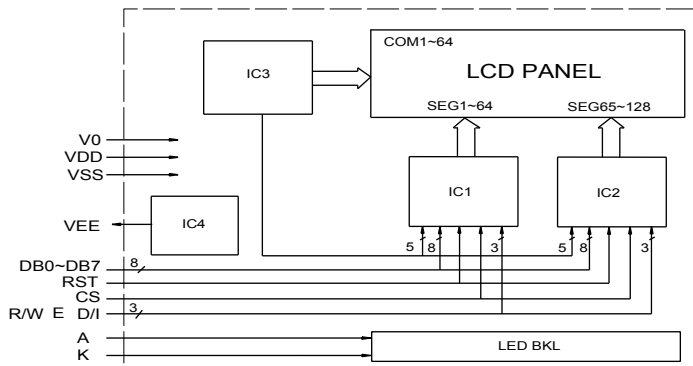 COM1~64
IC3
LCD PANEL
SEG1~64 SEG65~128
V0
VDD
VSS
IC1 IC2
IC4
VEE
5 8 3 5 8 3
DB0~DB7 8
RST
CS
R/W E D/I 3
A
K
LED BKL